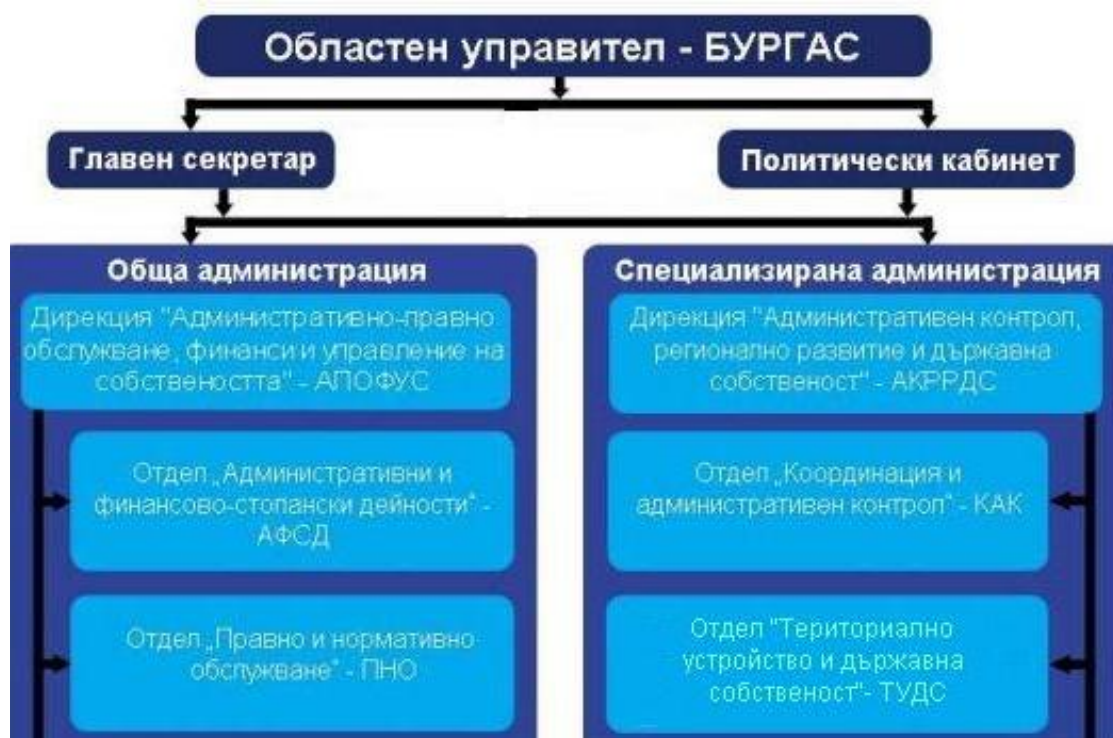 Областен управител - БУРГАС
Главен секретар
Политически кабинет
Обща администрация
Дирекция "Административно-правно
обслужване, финанси и управление на
собствеността" - АПОФУС
Отдел „Административни и
финансово-стопански дейности" -
АФСД
Отдел „Правно и нормативно
обслужване" - ПНО
Специализирана администрация
Дирекция "Административен контрол,
регионално развитие и държавна
собственост" - АКРРДС
Отдел „Координация и
административен контрол" - КАК
Отдел "Териториално
устройство и държавна
собственост"- ТУДС